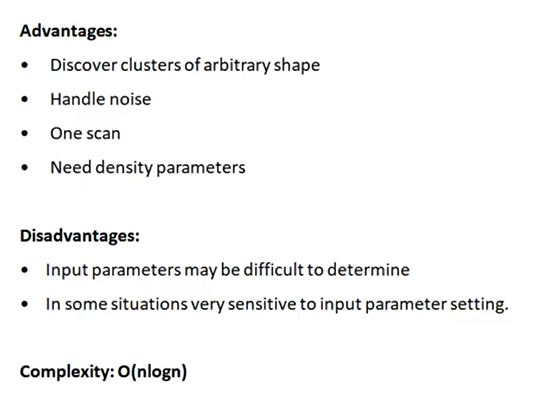 Advantages:
• Discover clusters of arbitrary shape
• Handle noise
• One scan
• Need density parameters
Disadvantages:
• Input parameters may be difficult to determine
• In some situations very sensitive to input parameter setting.
Complexity: O(nlogn)